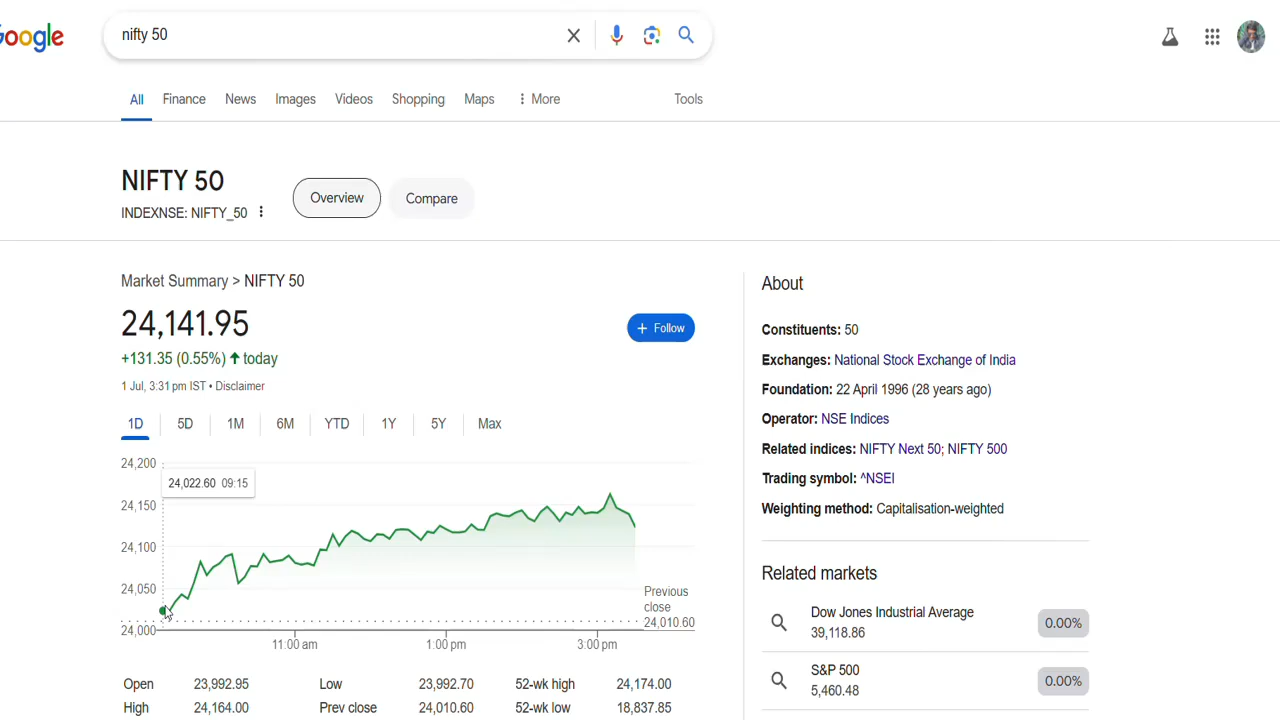 Google
nifty 50
All Finance News Images Videos Shopping Maps More Tools
NIFTY 50
INDEXNSE: NIFTY_50
Overview Compare
Market Summary > NIFTY 50
24,141.95
+131.35 (0.55%) today
1 Jul, 3:31 pm IST • Disclaimer
+ Follow
1D 5D 1M 6M YTD 1Y 5Y Max
24,200
24,150
24,100
24,050
24,000
24,022.60 09:15
Previous
close
24,010.60
11:00 am 1:00 pm 3:00 pm
Open 23,992.95 Low 23,992.70 52-wk high 24,174.00
High 24,164.00 Prev close 24,010.60 52-wk low 18,837.85
About
Constituents: 50
Exchanges: National Stock Exchange of India
Foundation: 22 April 1996 (28 years ago)
Operator: NSE Indices
Related indices: NIFTY Next 50; NIFTY 500
Trading symbol: ^NSEI
Weighting method: Capitalisation-weighted
Related markets
Dow Jones Industrial Average
39,118.86
0.00%
S&P 500
5,460.48
0.00%